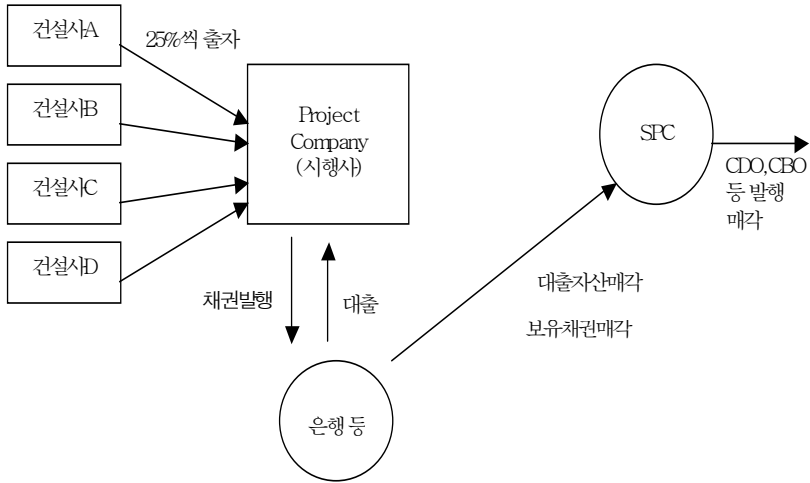 건설사A
25%씩 출자
건설사B
건설사C
건설사D
Project
Company
(시행사)
SPC
CDO,CBO
등 발행
매각
채권발행
대출
대출자산매각
보유채권매각
은행 등